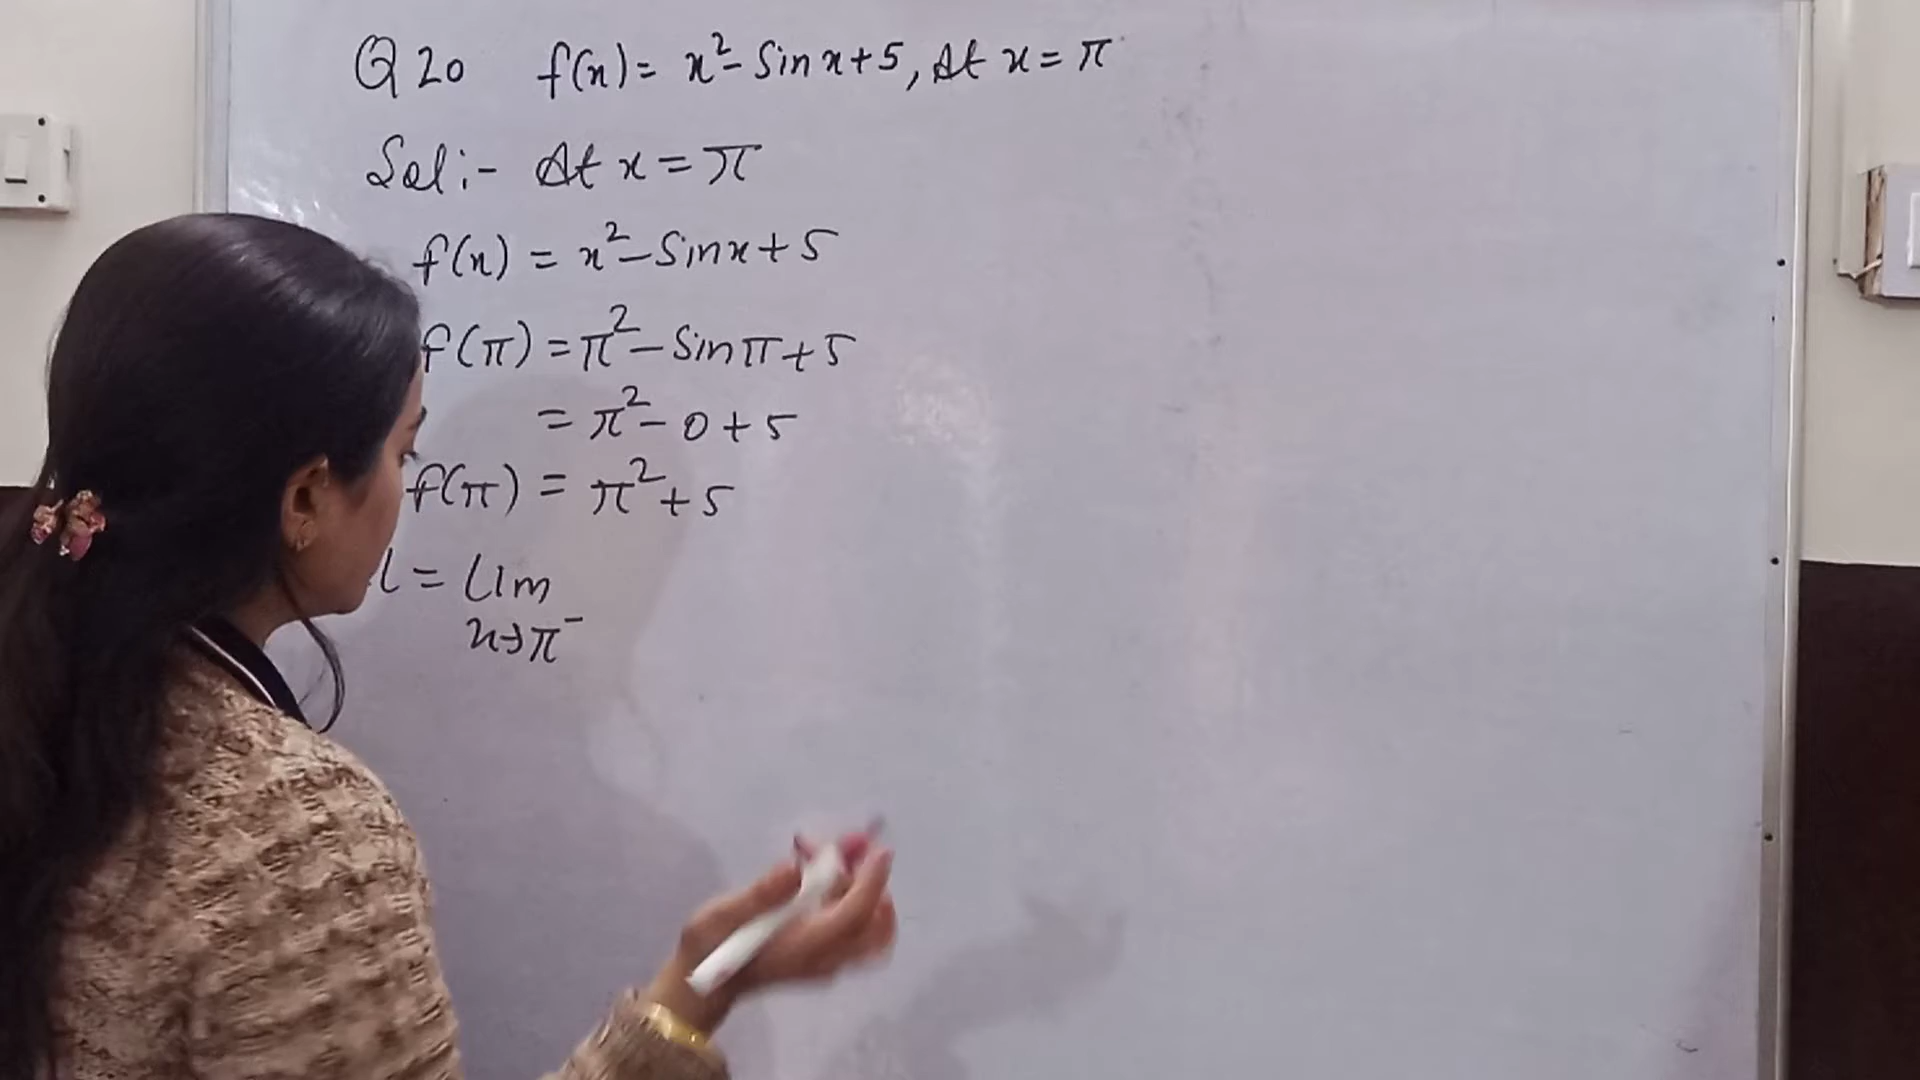 Q 20 f(x) = x² - Sin x + 5, At x = π
Sol :- At x = π
f(x) = x² - Sin x + 5
f(π) = π² - Sin π + 5
= π² - 0 + 5
f(π) = π² + 5
l = Lim
x→π⁻